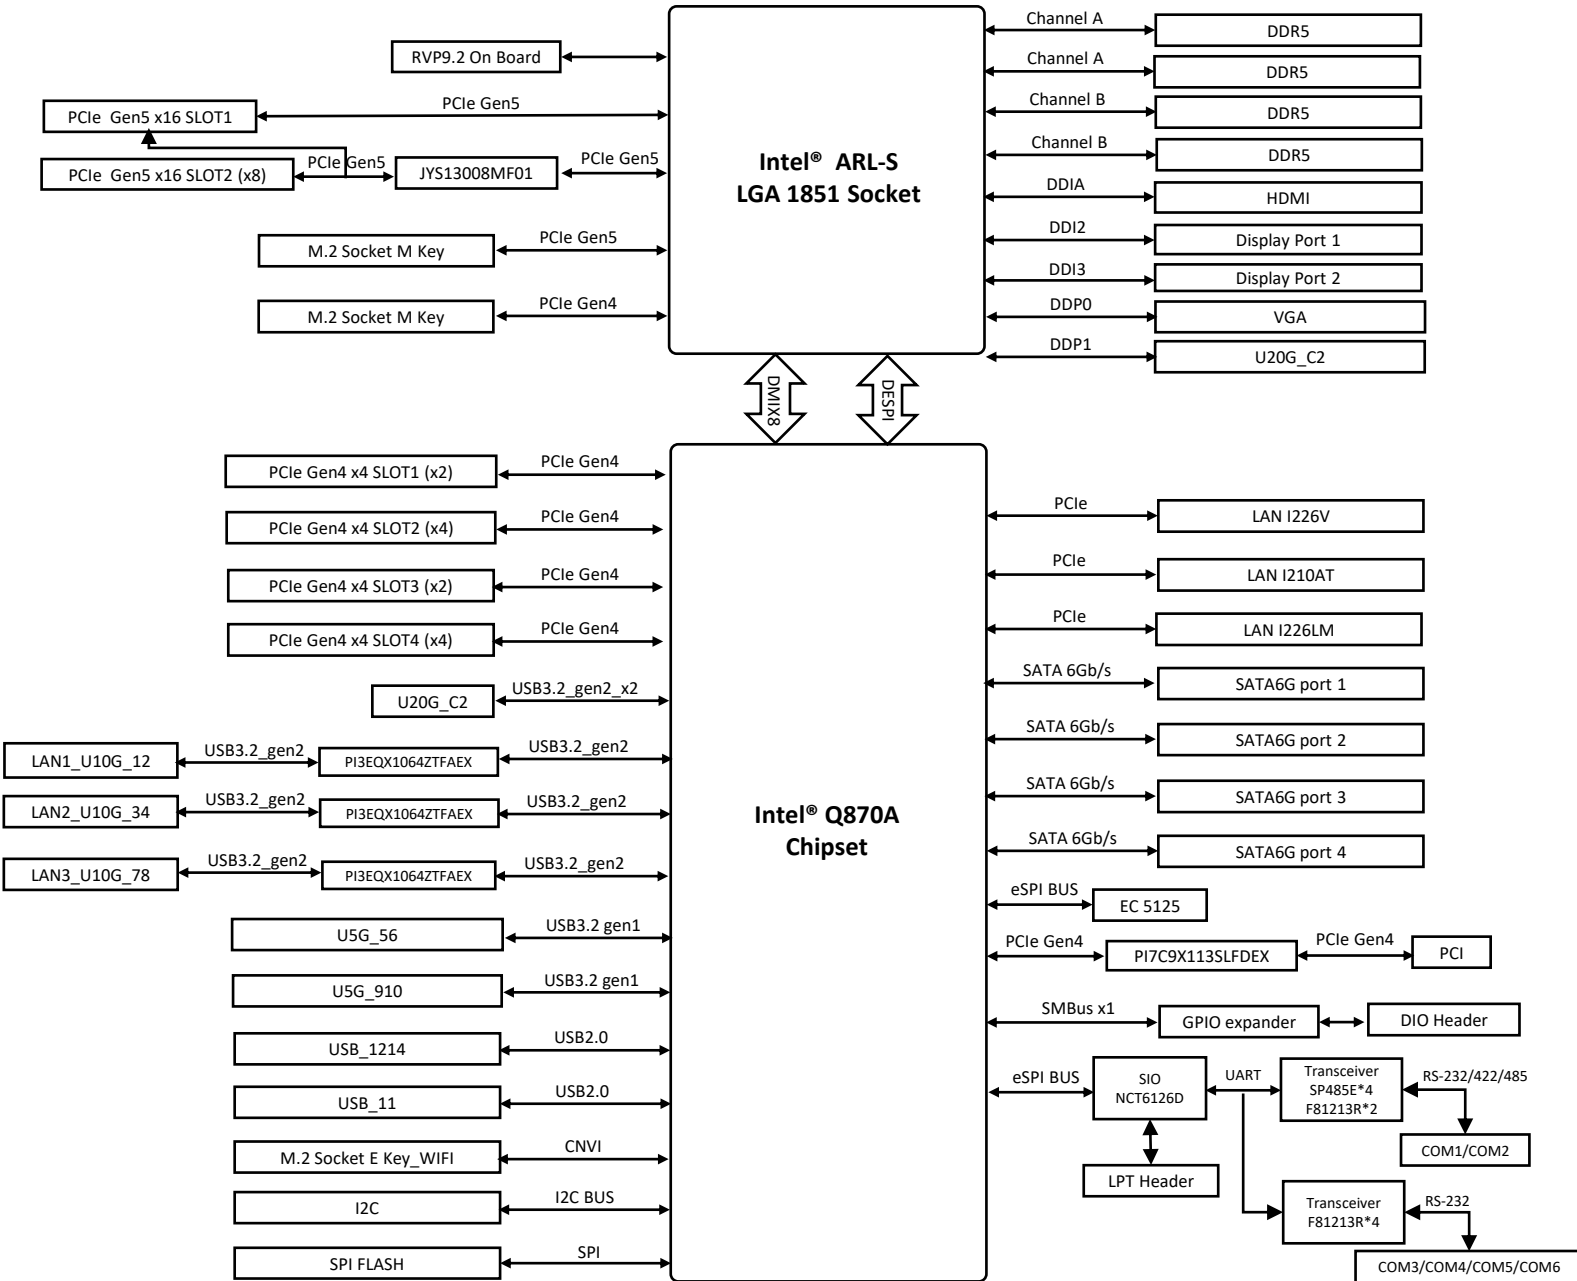 Channel A
DDR5
RVP9.2 On Board
Channel A
DDR5
PCIe Gen5 x16 SLOT1
PCIe Gen5
Channel B
DDR5
PCIe Gen5 x16 SLOT2 (x8)
PCIe Gen5
JYS13008MF01
PCIe Gen5
Intel® ARL-S
LGA 1851 Socket
Channel B
DDR5
DDIA
HDMI
M.2 Socket M Key
PCIe Gen5
DDI2
Display Port 1
DDI3
Display Port 2
M.2 Socket M Key
PCIe Gen4
DDP0
VGA
DDP1
U20G_C2
DMIX8
DESPI
PCIe Gen4 x4 SLOT1 (x2)
PCIe Gen4
PCIe Gen4 x4 SLOT2 (x4)
PCIe Gen4
PCIe Gen4 x4 SLOT3 (x2)
PCIe Gen4
PCIe Gen4 x4 SLOT4 (x4)
PCIe Gen4
U20G_C2
USB3.2_gen2_x2
LAN1_U10G_12
USB3.2_gen2
PI3EQX1064ZTFAEX
USB3.2_gen2
LAN2_U10G_34
USB3.2_gen2
PI3EQX1064ZTFAEX
USB3.2_gen2
LAN3_U10G_78
USB3.2_gen2
PI3EQX1064ZTFAEX
USB3.2_gen2
U5G_56
USB3.2 gen1
U5G_910
USB3.2 gen1
USB_1214
USB2.0
USB_11
USB2.0
M.2 Socket E Key_WIFI
CNVI
I2C
I2C BUS
SPI FLASH
SPI
Intel® Q870A
Chipset
PCIe
LAN I226V
PCIe
LAN I210AT
PCIe
LAN I226LM
SATA 6Gb/s
SATA6G port 1
SATA 6Gb/s
SATA6G port 2
SATA 6Gb/s
SATA6G port 3
SATA 6Gb/s
SATA6G port 4
eSPI BUS
EC 5125
PCIe Gen4
PI7C9X113SLFDEX
PCIe Gen4
PCI
SMBus x1
GPIO expander
DIO Header
eSPI BUS
SIO
NCT6126D
UART
Transceiver
SP485E*4
F81213R*2
RS-232/422/485
COM1/COM2
LPT Header
Transceiver
F81213R*4
RS-232
COM3/COM4/COM5/COM6